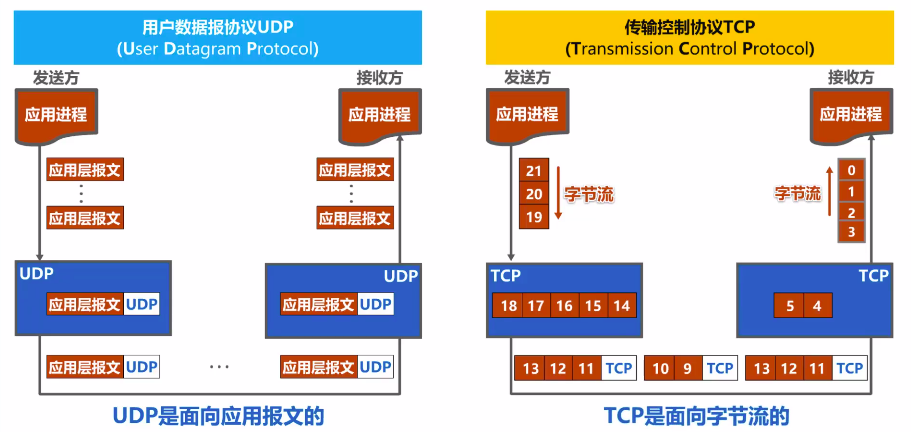 用户数据报协议UDP
(User Datagram Protocol)
发送方
接收方
应用进程
应用进程
应用层报文
应用层报文
⋮
⋮
应用层报文
应用层报文
UDP
UDP
应用层报文 UDP
应用层报文 UDP
应用层报文 UDP
…
应用层报文 UDP
UDP是面向应用报文的
传输控制协议TCP
(Transmission Control Protocol)
发送方
接收方
应用进程
应用进程
21
20
19
字节流
字节流
0
1
2
3
TCP
TCP
18 17 16 15 14
5 4
13 12 11 TCP
10 9 TCP
13 12 11 TCP
TCP是面向字节流的